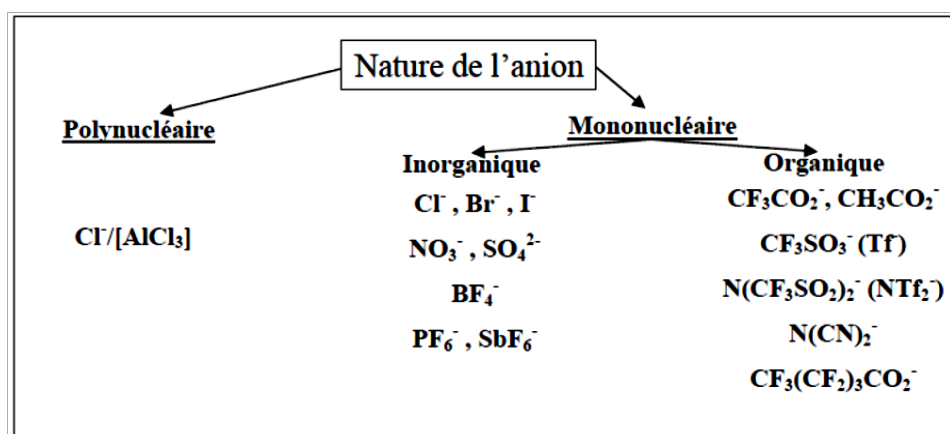 Nature de l’anion
Polynucléaire
Mononucléaire
Inorganique
Organique
Cl⁻/[AlCl₃]
Cl⁻ , Br⁻ , I⁻
NO₃⁻ , SO₄²⁻
BF₄⁻
PF₆⁻ , SbF₆⁻
CF₃CO₂⁻, CH₃CO₂⁻
CF₃SO₃⁻ (Tf⁻)
N(CF₃SO₂)₂⁻ (NTf₂⁻)
N(CN)₂⁻
CF₃(CF₂)₃CO₂⁻